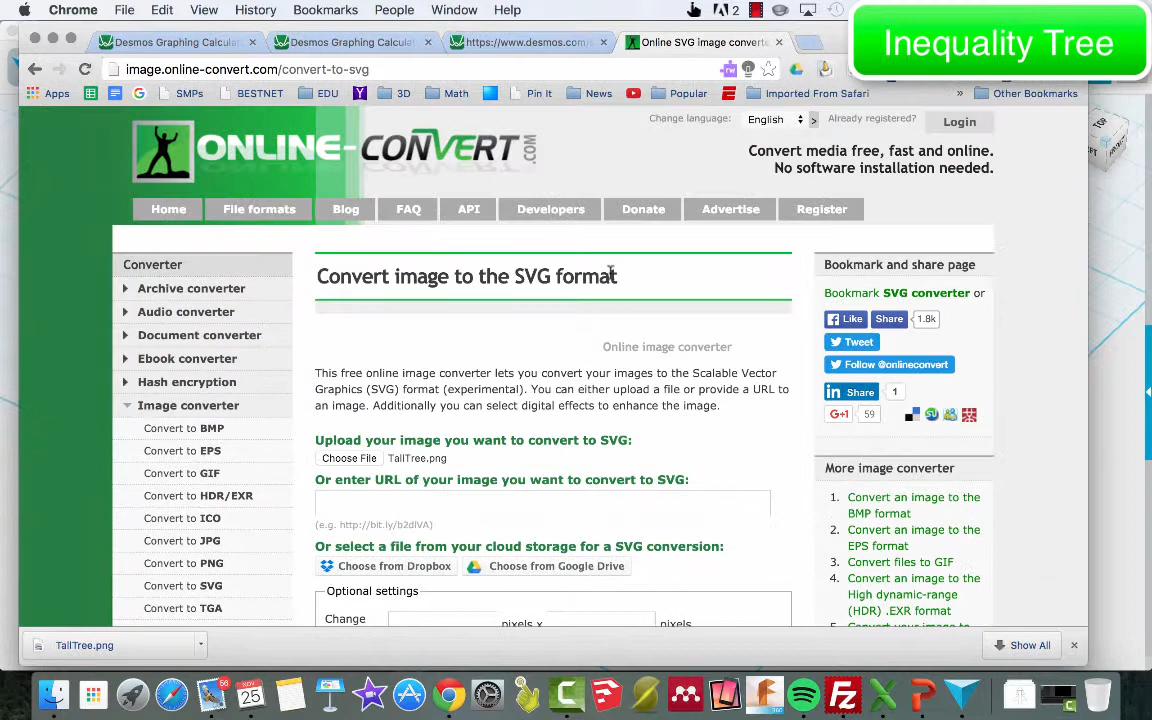 Chrome File Edit View History Bookmarks People Window Help
2
Inequality Tree
Desmos Graphing Calculat
Desmos Graphing Calculat
https://www.desmos.com/
Online SVG image converte
image.online-convert.com/convert-to-svg
Apps SMPs BESTNET EDU 3D Math Pin It News Popular Imported From Safari » Other Bookmarks
ONLINE-CONVERT.COM
Change language: English > Already registered? Login
Convert media free, fast and online.
No software installation needed.
Home File formats Blog FAQ API Developers Donate Advertise Register
Converter
Archive converter
Audio converter
Document converter
Ebook converter
Hash encryption
Image converter
Convert to BMP
Convert to EPS
Convert to GIF
Convert to HDR/EXR
Convert to ICO
Convert to JPG
Convert to PNG
Convert to SVG
Convert to TGA
Convert image to the SVG format
Online image converter
This free online image converter lets you convert your images to the Scalable Vector
Graphics (SVG) format (experimental). You can either upload a file or provide a URL to
an image. Additionally you can select digital effects to enhance the image.
Upload your image you want to convert to SVG:
Choose File TallTree.png
Or enter URL of your image you want to convert to SVG:
(e.g. http://bit.ly/b2dlVA)
Or select a file from your cloud storage for a SVG conversion:
Choose from Dropbox Choose from Google Drive
Optional settings
Change
pixels x pixels
Bookmark and share page
Bookmark SVG converter or
Like Share 1.8k
Tweet
Follow @onlineconvert
in Share 1
G+1 59
More image converter
1. Convert an image to the
BMP format
2. Convert an image to the
EPS format
3. Convert files to GIF
4. Convert an image to the
High dynamic-range
(HDR) .EXR format
5. Convert your image to
TallTree.png
Show All
TOP
56
NOV
25
360